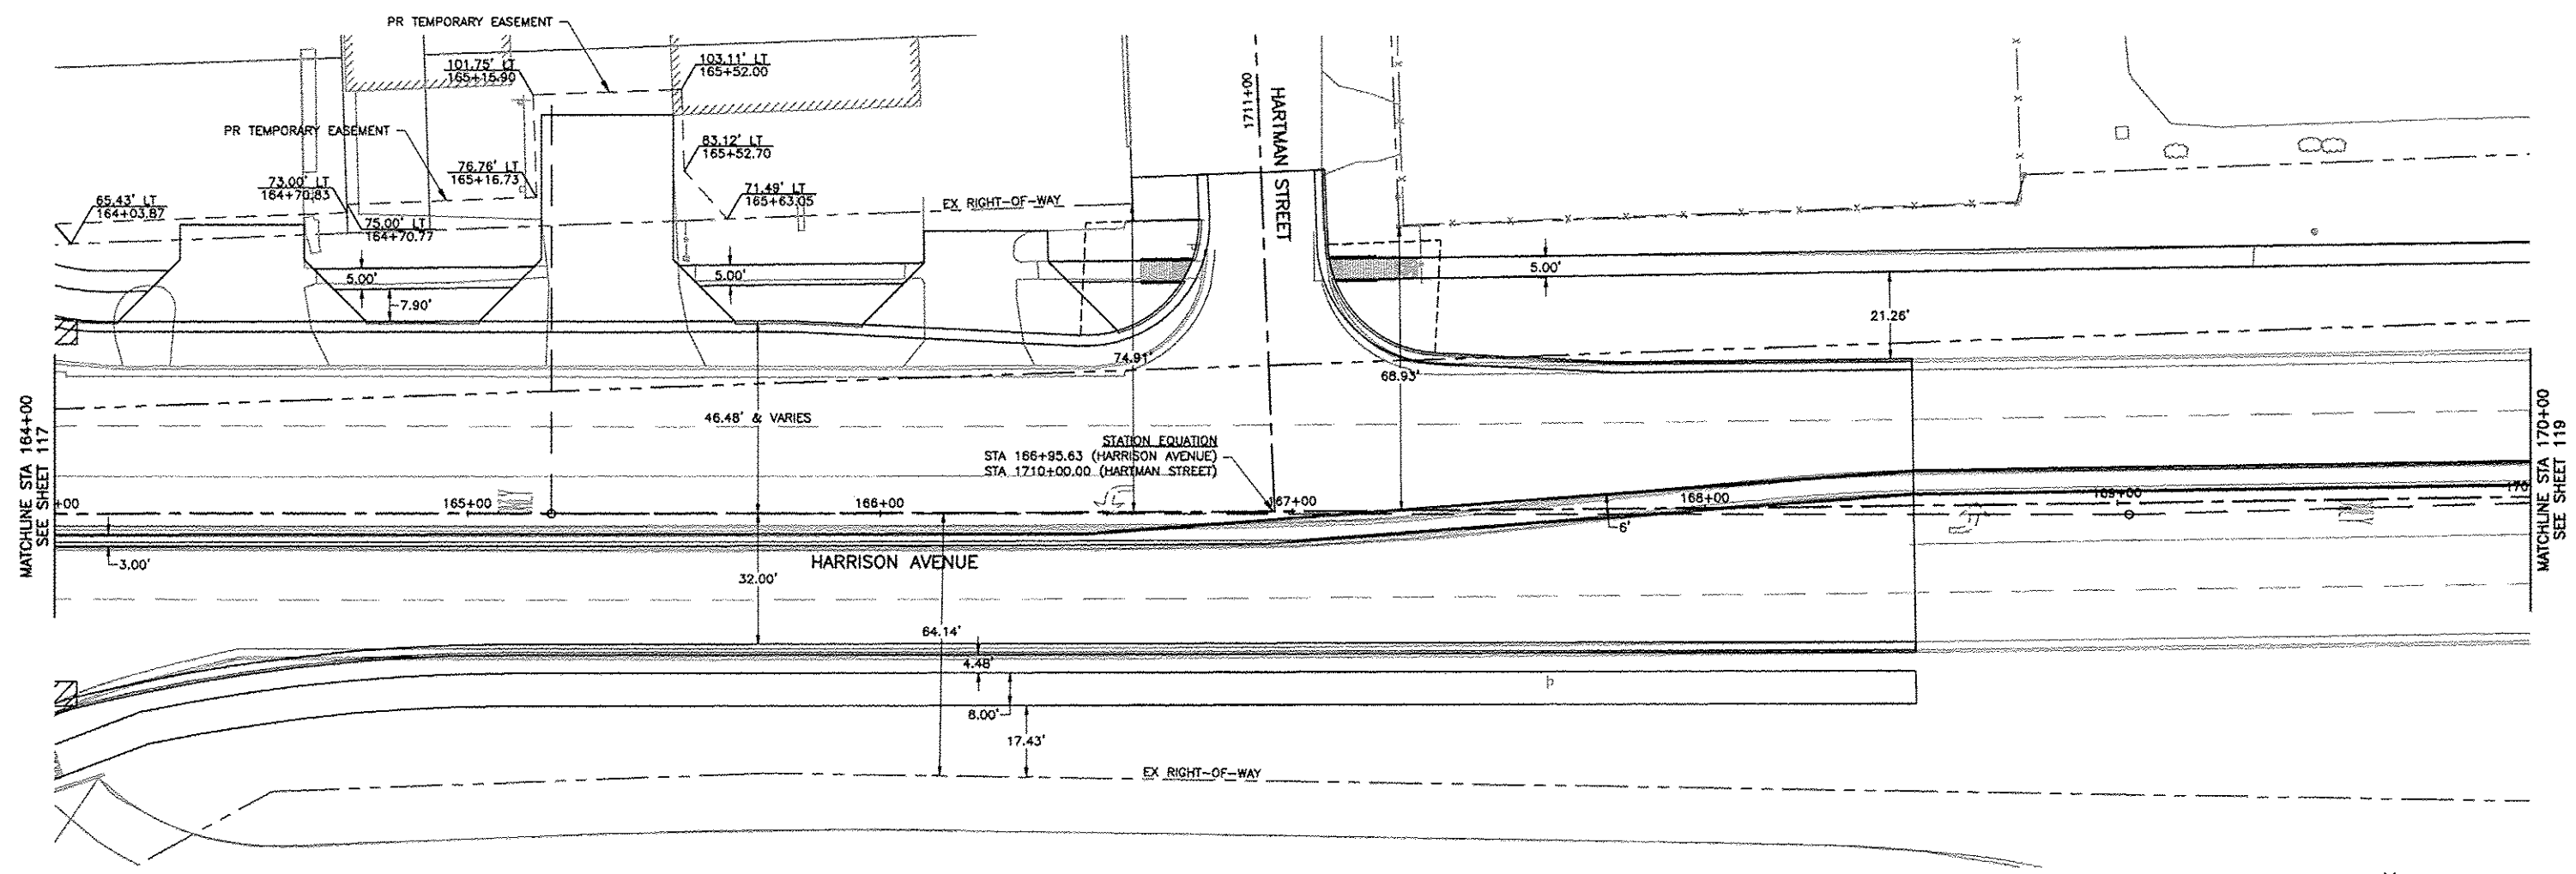 PR TEMPORARY EASEMENT
101.75' LT
165+15.90
103.11' LT
165+52.00
PR TEMPORARY EASEMENT
83.12' LT
165+52.70
76.76' LT
165+16.73
73.00' LT
164+70.83
75.00' LT
164+70.77
71.49' LT
165+63.05
65.43' LT
164+03.87
EX RIGHT-OF-WAY
1711+00
HARTMAN STREET
5.00'
7.90'
5.00'
5.00'
21.26'
74.91'
68.93'
46.48' & VARIES
STATION EQUATION
STA 166+95.63 (HARRISON AVENUE)
STA 1710+00.00 (HARTMAN STREET)
MATCHLINE STA 164+00
SEE SHEET 117
MATCHLINE STA 170+00
SEE SHEET 119
+00
165+00
166+00
167+00
168+00
169+00
170
6'
3.00'
HARRISON AVENUE
32.00'
64.14'
4.48'
8.00'
17.43'
EX RIGHT-OF-WAY